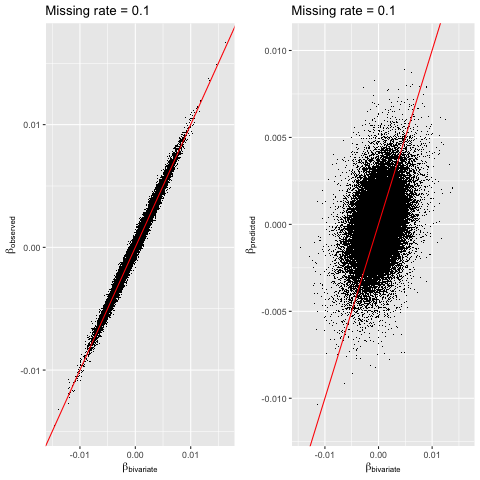 Missing rate = 0.1
0.01
0.00
-0.01
-0.01
0.00
0.01
βobserved
βbivariate
Missing rate = 0.1
0.010
0.005
0.000
-0.005
-0.010
-0.01
0.00
0.01
βpredicted
βbivariate